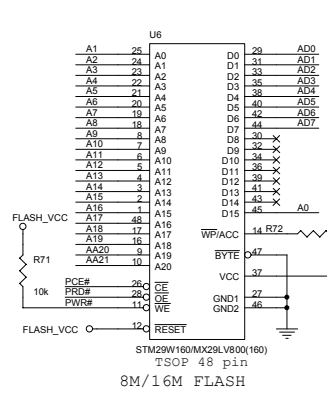 U6
A1 25 A0 D0 29 AD0
A2 24 A1 D1 31 AD1
A3 23 A2 D2 33 AD2
A4 22 A3 D3 35 AD3
A5 21 A4 D4 38 AD4
A6 20 A5 D5 40 AD5
A7 19 A6 D6 42 AD6
A8 18 A7 D7 44 AD7
A9 8 A8 D8 30
A10 7 A9 D9 32
A11 6 A10 D10 34
A12 5 A11 D11 36
A13 4 A12 D12 39
A14 3 A13 D13 41
A15 2 A14 D14 43
A16 1 A15 D15 45 A0
FLASH_VCC
A17 48 A16
A18 17 A17 WP/ACC 14 R72
A19 16 A18
AA20 9 A19 BYTE 47
AA21 10 A20
R71
10k
VCC 37
PCE# 26 CE
PRD# 28 OE GND1 27
PWR# 11 WE GND2 46
FLASH_VCC 12 RESET
STM29W160/MX29LV800(160)
TSOP 48 pin
8M/16M FLASH